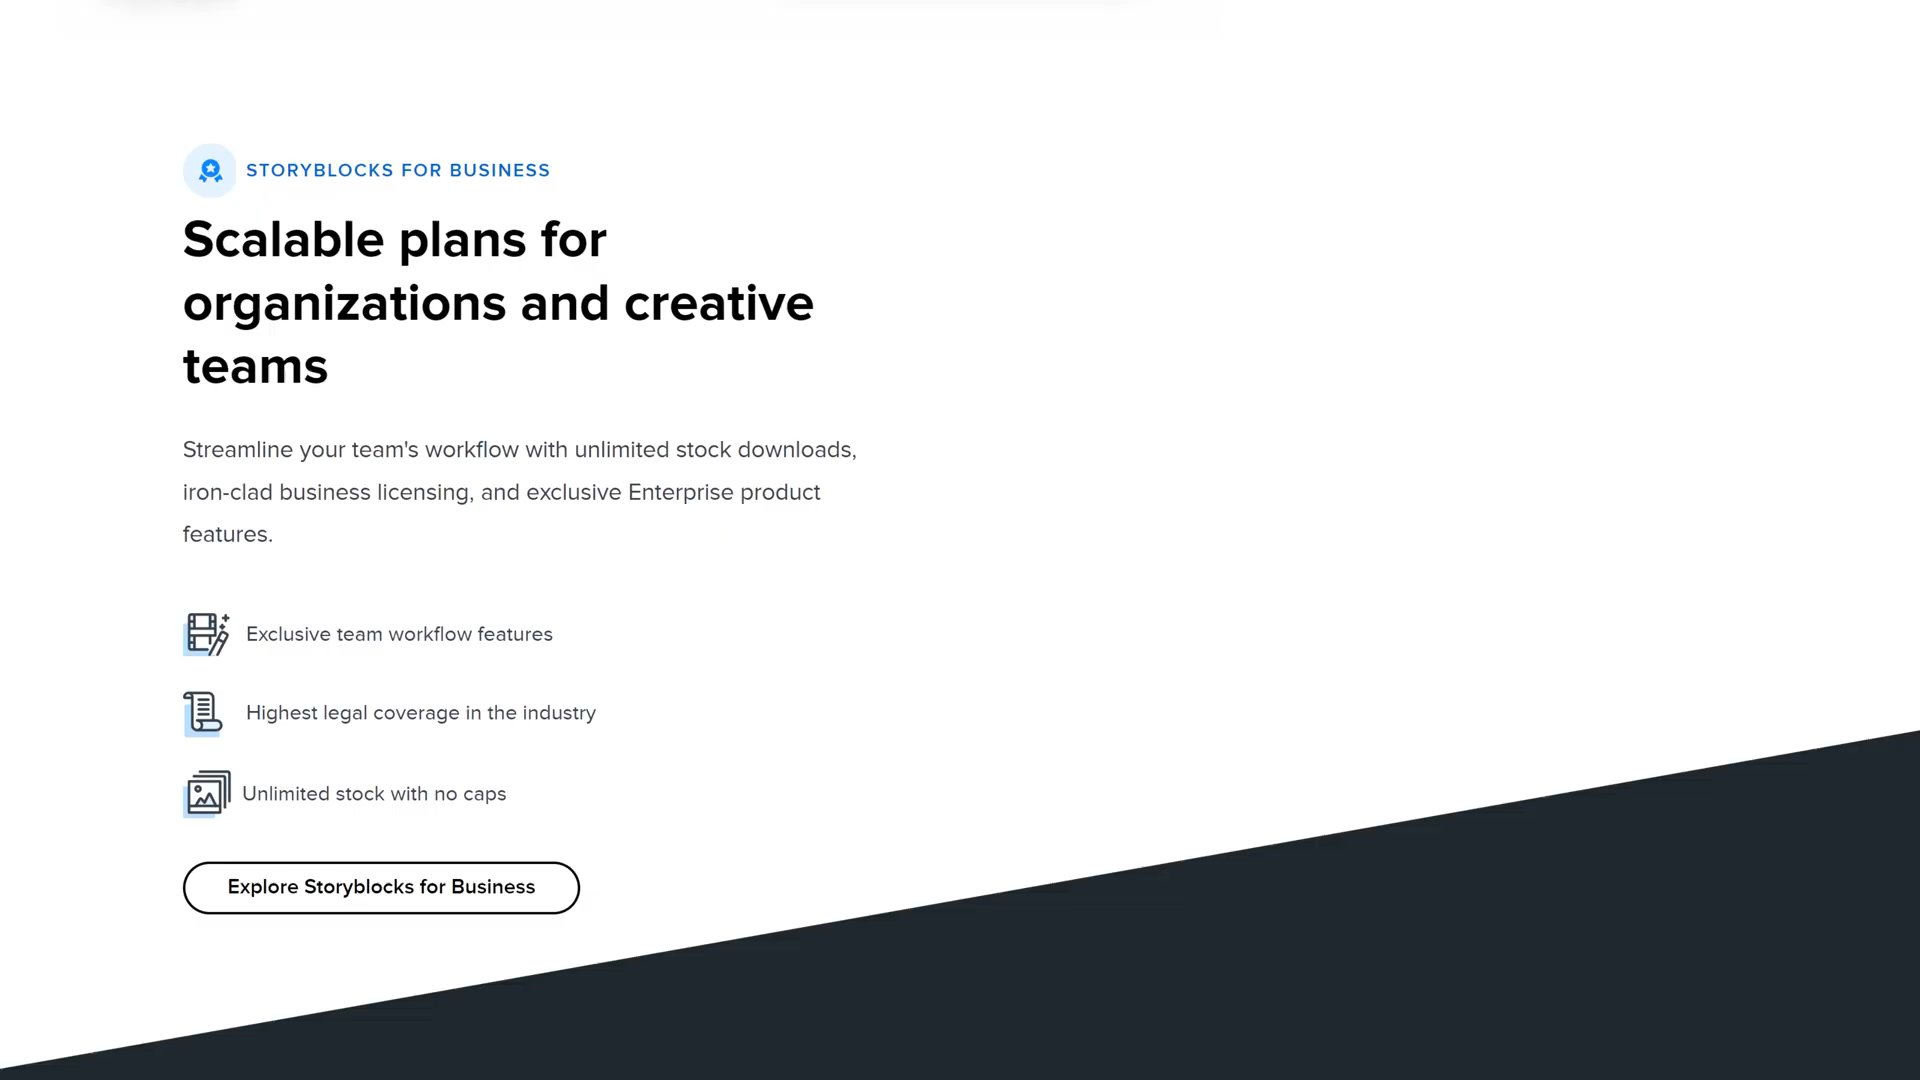 STORYBLOCKS FOR BUSINESS
Scalable plans for
organizations and creative
teams
Streamline your team's workflow with unlimited stock downloads,
iron-clad business licensing, and exclusive Enterprise product
features.
Exclusive team workflow features
Highest legal coverage in the industry
Unlimited stock with no caps
Explore Storyblocks for Business